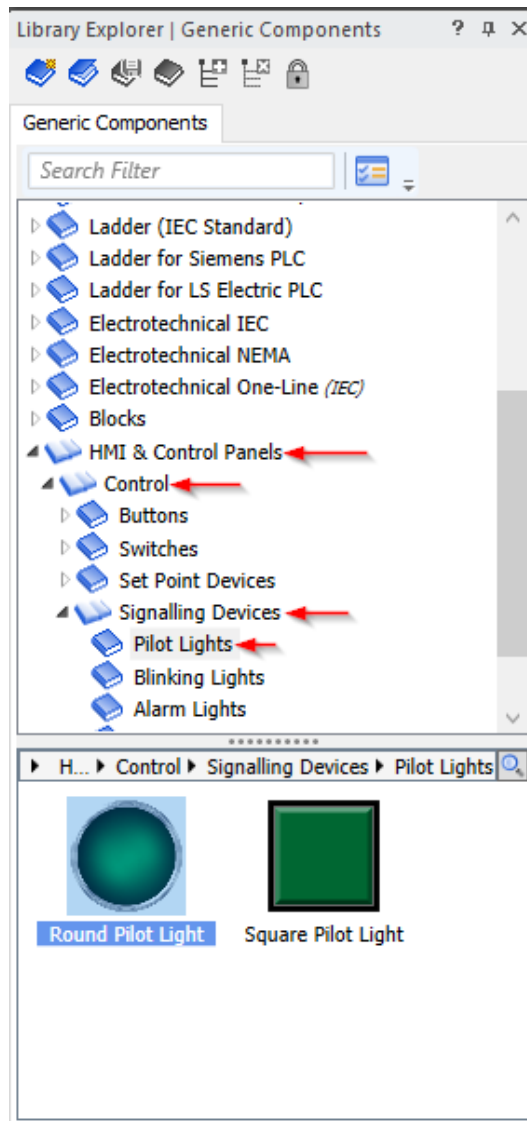 Library Explorer | Generic Components
Generic Components
Search Filter
Ladder (IEC Standard)
Ladder for Siemens PLC
Ladder for LS Electric PLC
Electrotechnical IEC
Electrotechnical NEMA
Electrotechnical One-Line (IEC)
Blocks
HMI & Control Panels
Control
Buttons
Switches
Set Point Devices
Signalling Devices
Pilot Lights
Blinking Lights
Alarm Lights
H... Control Signalling Devices Pilot Lights
Round Pilot Light Square Pilot Light